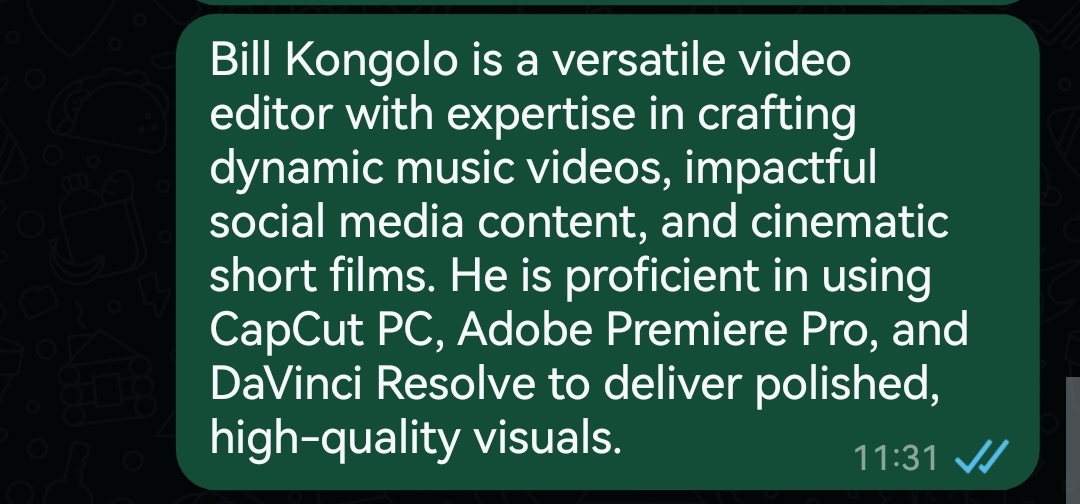 Bill Kongolo is a versatile video
editor with expertise in crafting
dynamic music videos, impactful
social media content, and cinematic
short films. He is proficient in using
CapCut PC, Adobe Premiere Pro, and
DaVinci Resolve to deliver polished,
high-quality visuals.
11:31